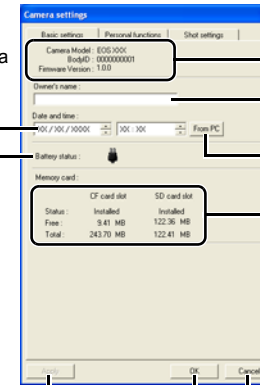 a
Camera settings
Basic settings Personal functions Shot settings
Camera Model : EOS XXX
BodyID : 0000000001
Firmware Version : 1.0.0
Owner's name :
Date and time :
XX / XX / XXXX XX : XX From PC
Battery status :
Memory card :
CF card slot SD card slot
Status : Installed Installed
Free : 9.41 MB 122.36 MB
Total : 243.70 MB 122.41 MB
Apply OK Cancel